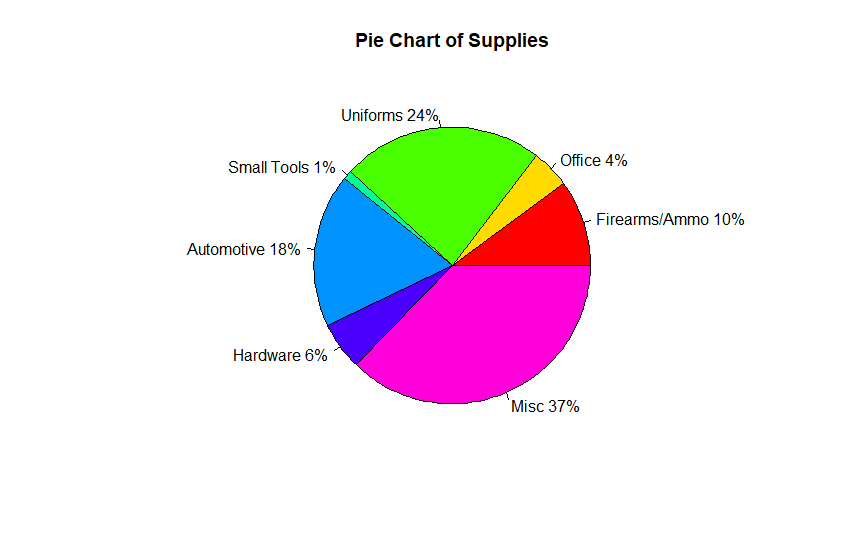 Pie Chart of Supplies
Uniforms 24%
Office 4%
Small Tools 1%
Firearms/Ammo 10%
Automotive 18%
Hardware 6%
Misc 37%